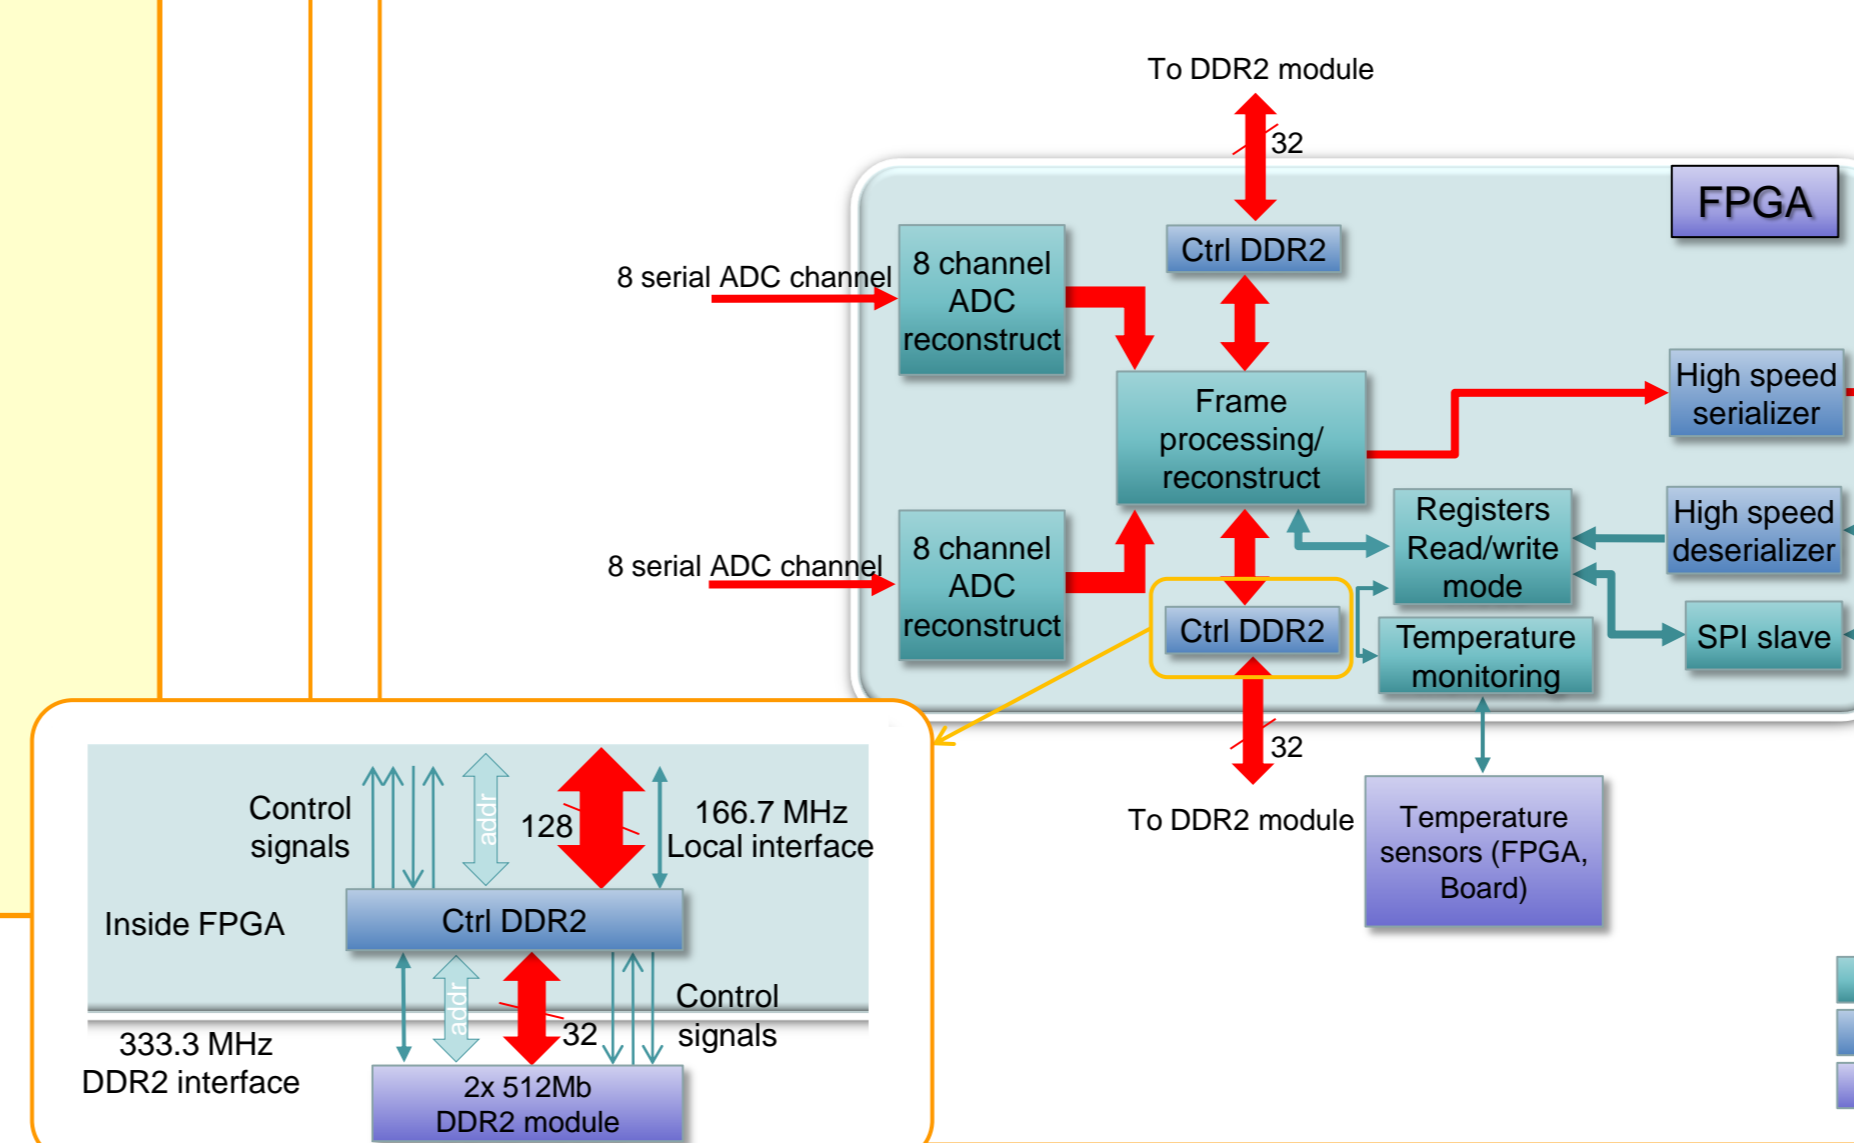 To DDR2 module
32
FPGA
Ctrl DDR2
8 serial ADC channel
8 channel
ADC
reconstruct
Frame
processing/
reconstruct
High speed
serializer
8 serial ADC channel
8 channel
ADC
reconstruct
Registers
Read/write
mode
High speed
deserializer
Ctrl DDR2
Temperature
monitoring
SPI slave
32
To DDR2 module
Temperature
sensors (FPGA,
Board)
Control
signals
addr
128
166.7 MHz
Local interface
Inside FPGA
Ctrl DDR2
addr
32
Control
signals
333.3 MHz
DDR2 interface
2x 512Mb
DDR2 module